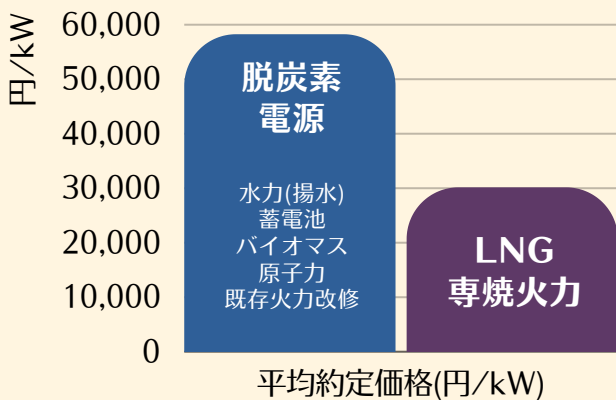 円/kW
60,000
50,000
40,000
30,000
20,000
10,000
0
脱炭素
電源
水力(揚水)
蓄電池
バイオマス
原子力
既存火力改修
LNG
専焼火力
平均約定価格(円/kW)